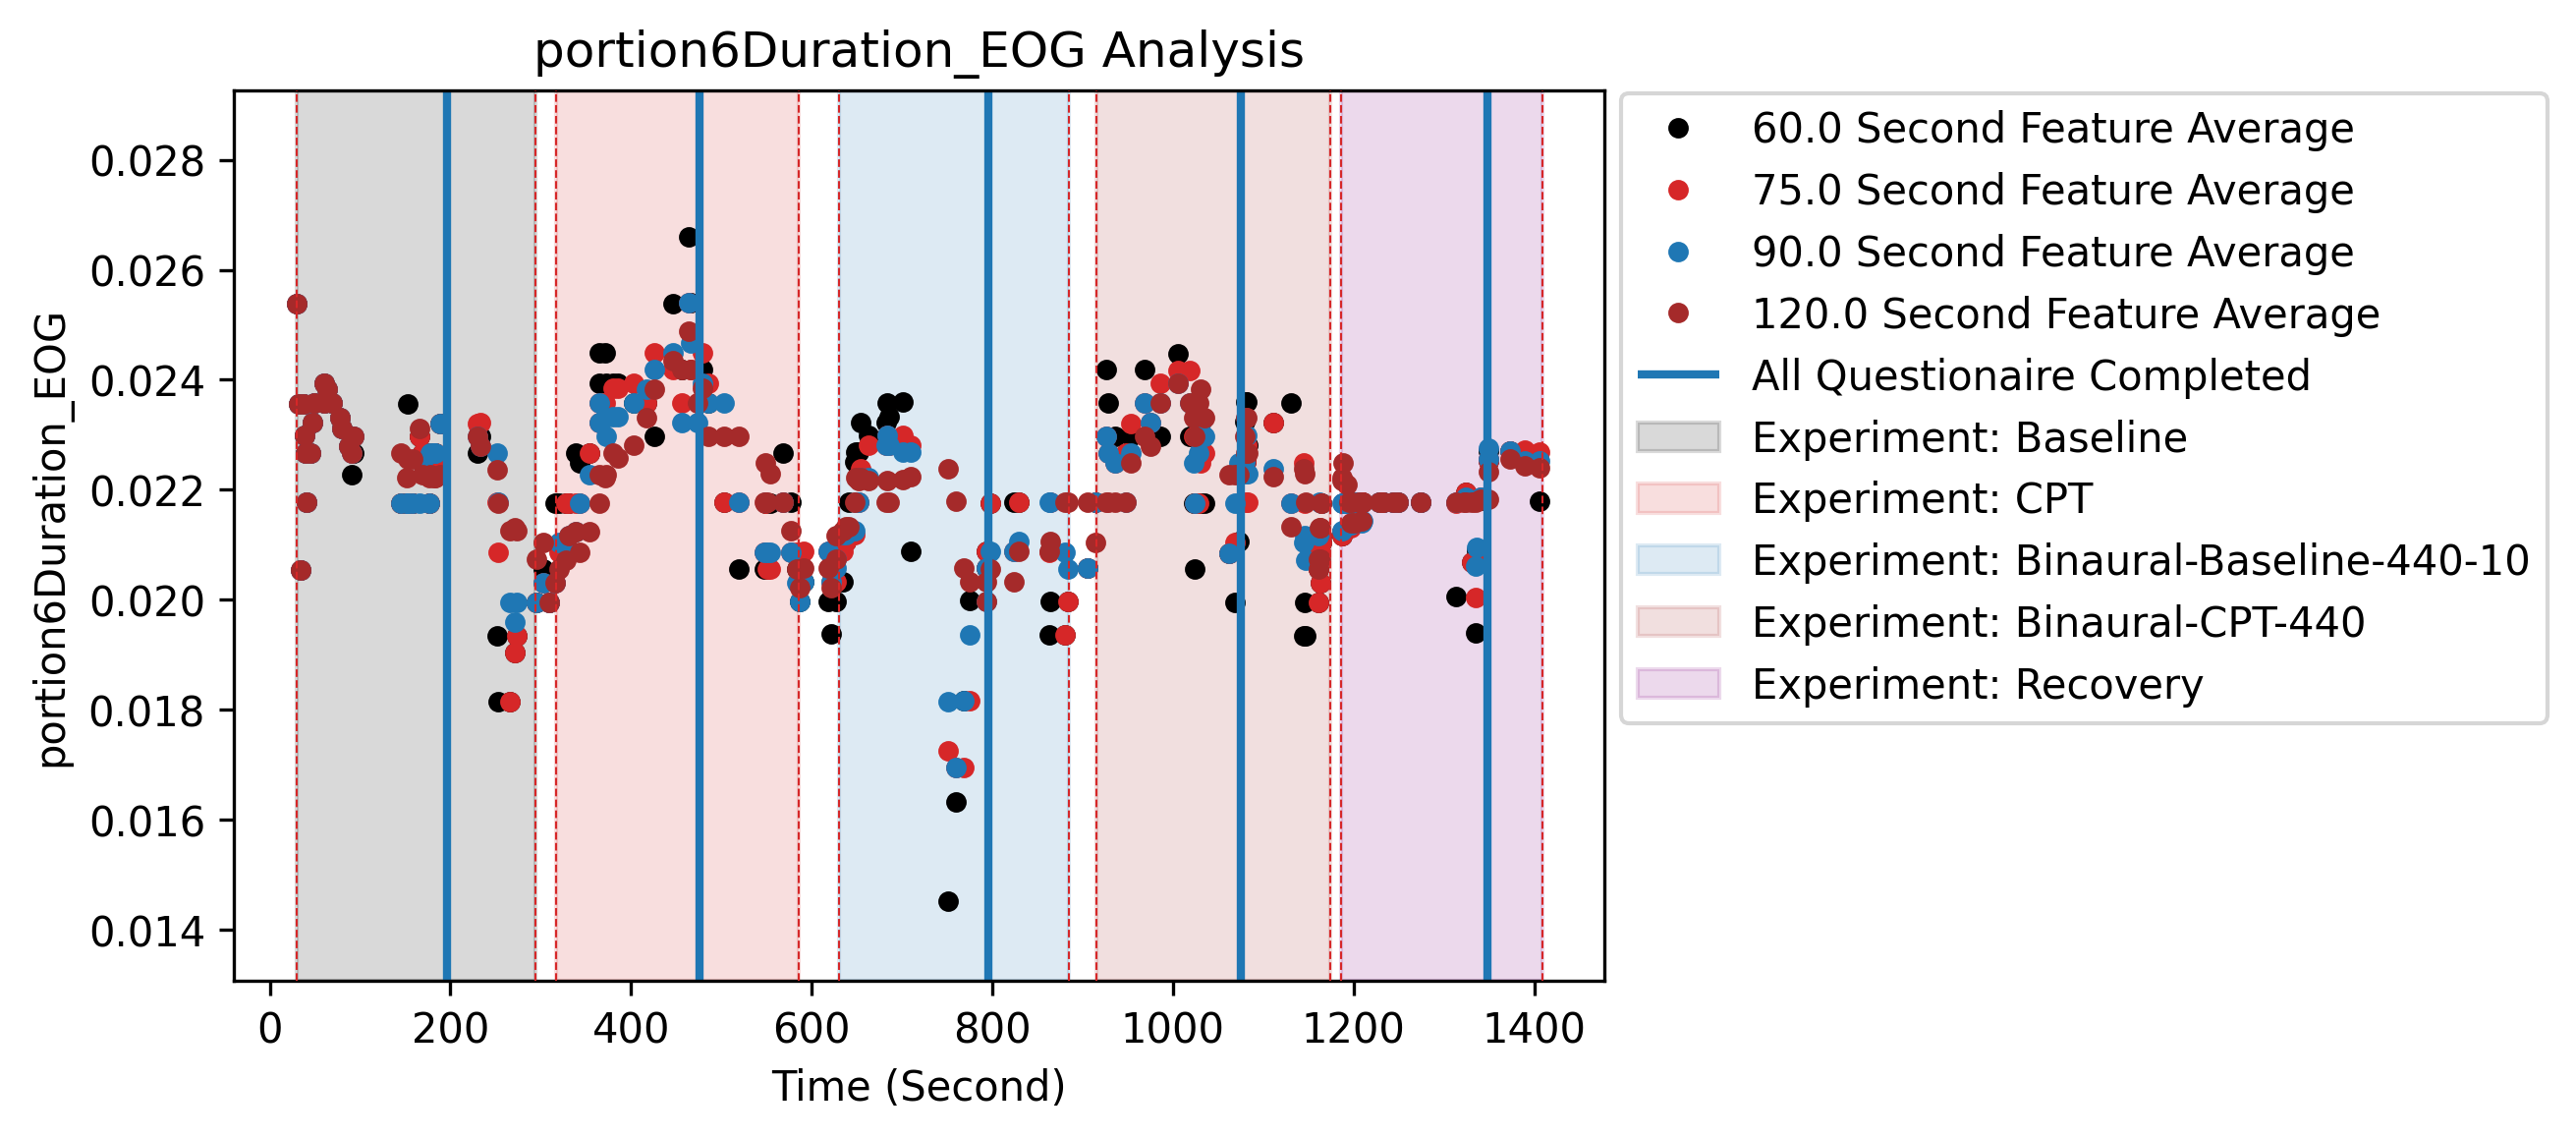 portion6Duration_EOG Analysis
portion6Duration_EOG
0.028
0.026
0.024
0.022
0.020
0.018
0.016
0.014
0 200 400 600 800 1000 1200 1400
Time (Second)
60.0 Second Feature Average
75.0 Second Feature Average
90.0 Second Feature Average
120.0 Second Feature Average
All Questionaire Completed
Experiment: Baseline
Experiment: CPT
Experiment: Binaural-Baseline-440-10
Experiment: Binaural-CPT-440
Experiment: Recovery